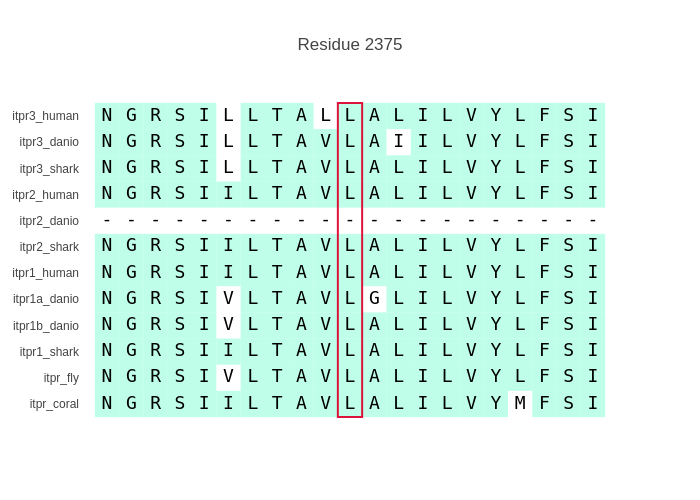 Residue 2375
itpr3_human N G R S I L L T A L L A L I L V Y L F S I
itpr3_danio N G R S I L L T A V L A I I L V Y L F S I
itpr3_shark N G R S I L L T A V L A L I L V Y L F S I
itpr2_human N G R S I I L T A V L A L I L V Y L F S I
itpr2_danio - - - - - - - - - - - - - - - - - - - - -
itpr2_shark N G R S I I L T A V L A L I L V Y L F S I
itpr1_human N G R S I I L T A V L A L I L V Y L F S I
itpr1a_danio N G R S I V L T A V L G L I L V Y L F S I
itpr1b_danio N G R S I V L T A V L A L I L V Y L F S I
itpr1_shark N G R S I I L T A V L A L I L V Y L F S I
itpr_fly N G R S I V L T A V L A L I L V Y L F S I
itpr_coral N G R S I I L T A V L A L I L V Y M F S I